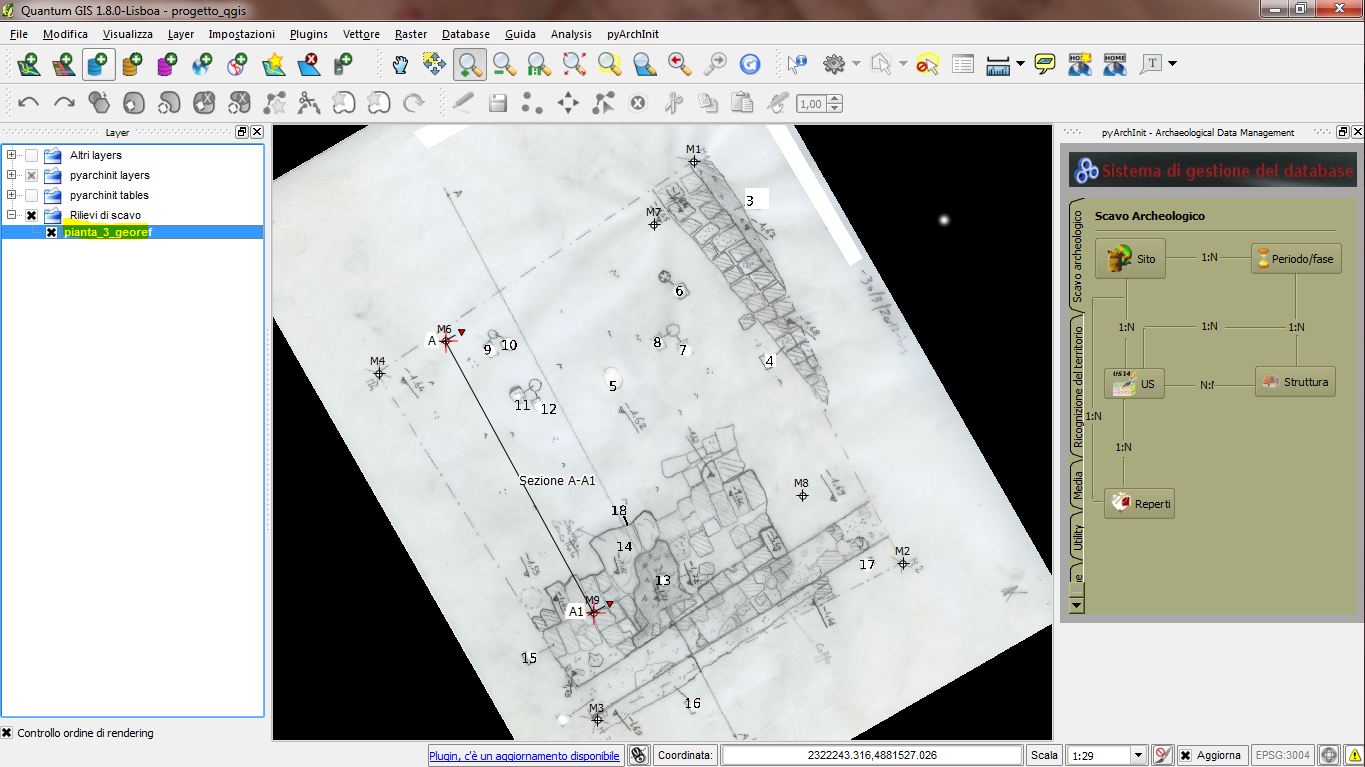 Quantum GIS 1.8.0-Lisboa - progetto_qgis
File Modifica Visualizza Layer Impostazioni Plugins Vettore Raster Database Guida Analysis pyArchInit
1,00
Layer
Altri layers
pyarchinit layers
pyarchinit tables
Rilievi di scavo
pianta_3_georef
Controllo ordine di rendering
M1
3
M7
6
M6
A
9 10
8 7
M4
4
5
11
12
Sezione A-A1
M8
18
14
M2
17
13
M9
A1
15
16
M3
A
-1,62
pyArchInit - Archaeological Data Management
Sistema di gestione del database
Scavo archeologico
Ricognizione del territorio
Media
Utility
Scavo Archeologico
Sito
1:N
Periodo/fase
1:N
1:N
1:N
US14
US
N:I
Struttura
1:N
1:N
Reperti
Plugin, c'è un aggiornamento disponibile
Coordinata:
2322243.316,4881527.026
Scala
1:29
Aggiorna
EPSG:3004